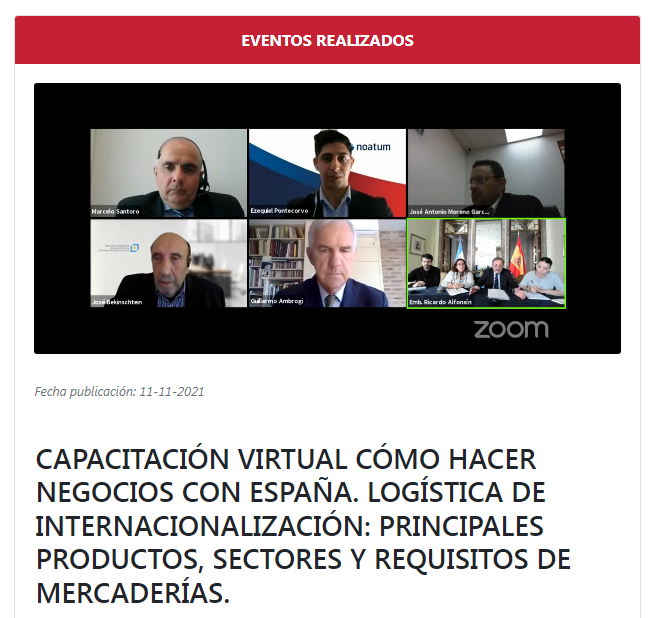 EVENTOS REALIZADOS
noatum
Marcelo Santoro
Ezequiel Pontecorvo
José Antonio Moreno Garc...
José Bekinschtein
Guillermo Ambrogi
Emb. Ricardo Alfonsín
zoom
Fecha publicación: 11-11-2021
CAPACITACIÓN VIRTUAL CÓMO HACER
NEGOCIOS CON ESPAÑA. LOGÍSTICA DE
INTERNACIONALIZACIÓN: PRINCIPALES
PRODUCTOS, SECTORES Y REQUISITOS DE
MERCADERÍAS.